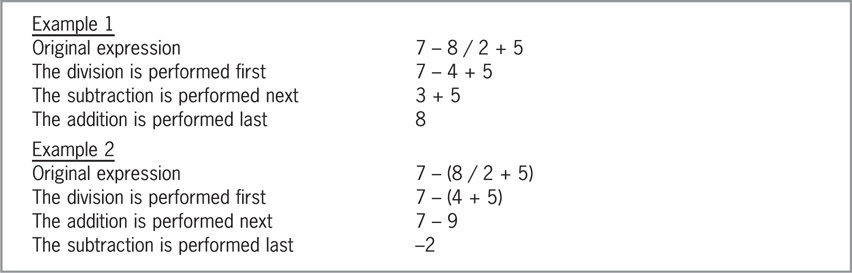 Example 1
Original expression 7 – 8 / 2 + 5
The division is performed first 7 – 4 + 5
The subtraction is performed next 3 + 5
The addition is performed last 8
Example 2
Original expression 7 – (8 / 2 + 5)
The division is performed first 7 – (4 + 5)
The addition is performed next 7 – 9
The subtraction is performed last –2